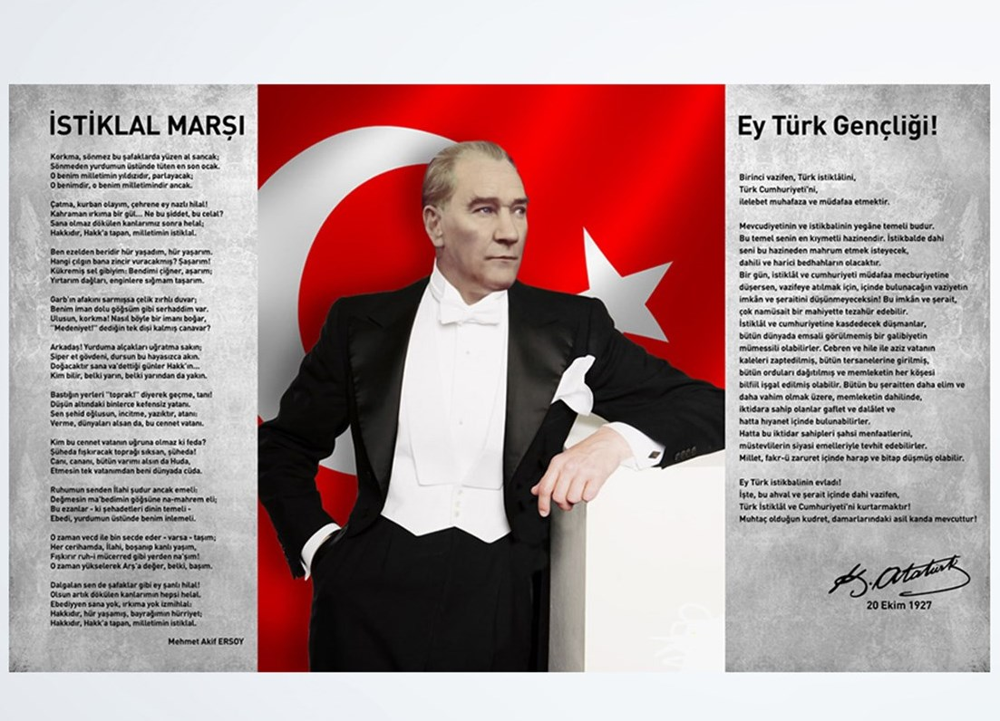 İSTİKLAL MARŞI
Korkma, sönmez bu şafaklarda yüzen al sancak;
Sönmeden yurdumun üstünde tüten en son ocak.
O benim milletimin yıldızıdır, parlayacak;
O benimdir, o benim milletimindir ancak.
Çatma, kurban olayım, çehrene ey nazlı hilal!
Kahraman ırkıma bir gül... Ne bu şiddet, bu celal?
Sana olmaz dökülen kanlarımız sonra helal;
Hakkıdır, Hakk'a tapan, milletimin istiklal.
Ben ezelden beridir hür yaşadım, hür yaşarım.
Hangi çılgın bana zincir vuracakmış? Şaşarım!
Kükremiş sel gibiyim: Bendimi çiğner, aşarım;
Yırtarım dağları, enginlere sığmam taşarım.
Garb'ın afakını sarmışsa çelik zırhlı duvar;
Benim iman dolu göğsüm gibi serhaddim var.
Ulusun, korkma! Nasıl böyle bir imanı boğar,
"Medeniyet!" dediğin tek dişi kalmış canavar?
Arkadaş! Yurduma alçakları uğratma sakın;
Siper et gövdeni, dursun bu hayasızca akın.
Doğacaktır sana va'dettiği günler Hakk'ın...
Kim bilir, belki yarın, belki yarından da yakın.
Bastığın yerleri "toprak!" diyerek geçme, tanı!
Düşün altındaki binlerce kefensiz yatanı.
Sen şehid oğlusun, incitme, yazıktır, atanı:
Verme, dünyaları alsan da, bu cennet vatanı.
Kim bu cennet vatanın uğruna olmaz ki feda?
Şüheda fışkıracak toprağı sıksan, şüheda!
Canı, cananı, bütün varımı alsın da Huda,
Etmesin tek vatanımdan beni dünyada cüda.
Ruhumun senden İlahi şudur ancak emeli:
Değmesin ma'bedimin göğsüne na-mahrem eli;
Bu ezanlar - ki şehadetleri dinin temeli -
Ebedi, yurdumun üstünde benim inlemeli.
O zaman vecd ile bin secde eder - varsa - taşım;
Her cerihamda, İlahi, boşanıp kanlı yaşım,
Fışkırır ruh-i mücerred gibi yerden na'şım!
O zaman yükselerek Arş'a değer, belki, başım.
Dalgalan sen de şafaklar gibi ey şanlı hilal!
Olsun artık dökülen kanlarımın hepsi helal.
Ebediyyen sana yok, ırkıma yok izmihlal:
Hakkıdır, hür yaşamış, bayrağımın hürriyet;
Hakkıdır, Hakk'a tapan, milletimin istiklal.
Mehmet Akif ERSOY
Ey Türk Gençliği!
Birinci vazifen, Türk istiklâlini,
Türk Cumhuriyeti'ni,
ilelebet muhafaza ve müdafaa etmektir.
Mevcudiyetinin ve istikbalinin yegâne temeli budur.
Bu temel senin en kıymetli hazinendir. İstikbalde dahi
seni bu hazineden mahrum etmek isteyecek,
dahili ve harici bedhahların olacaktır.
Bir gün, istiklâl ve cumhuriyeti müdafaa mecburiyetine
düşersen, vazifeye atılmak için, içinde bulunacağın vaziyetin
imkân ve şeraitini düşünmeyeceksin! Bu imkân ve şerait,
çok namüsait bir mahiyette tezahür edebilir.
İstiklâl ve cumhuriyetine kasdedecek düşmanlar,
bütün dünyada emsali görülmemiş bir galibiyetin
mümessili olabilirler. Cebren ve hile ile aziz vatanın
kaleleri zaptedilmiş, bütün tersanelerine girilmiş,
bütün orduları dağıtılmış ve memleketin her köşesi
bilfiil işgal edilmiş olabilir. Bütün bu şeraitten daha elim ve
daha vahim olmak üzere, memleketin dahilinde,
iktidara sahip olanlar gaflet ve dalâlet ve
hatta hıyanet içinde bulunabilirler.
Hatta bu iktidar sahipleri şahsi menfaatlerini,
müstevlilerin siyasi emelleriyle tevhit edebilirler.
Millet, fakr-ü zaruret içinde harap ve bitap düşmüş olabilir.
Ey Türk istikbalinin evladı!
İşte, bu ahval ve şerait içinde dahi vazifen,
Türk İstiklâl ve Cumhuriyeti'ni kurtarmaktır!
Muhtaç olduğun kudret, damarlarındaki asil kanda mevcuttur!
K. Atatürk
20 Ekim 1927